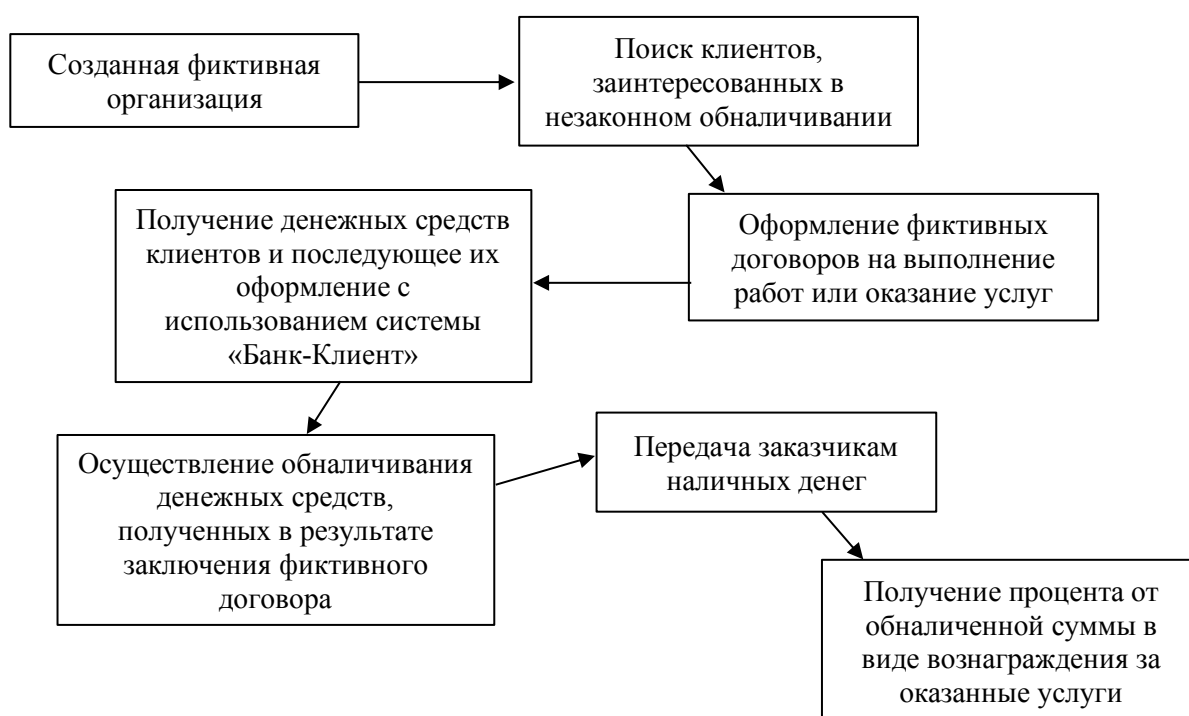 Созданная фиктивная
организация
Поиск клиентов,
заинтересованных в
незаконном обналичивании
Оформление фиктивных
договоров на выполнение
работ или оказание услуг
Получение денежных средств
клиентов и последующее их
оформление с
использованием системы
«Банк-Клиент»
Осуществление обналичивания
денежных средств,
полученных в результате
заключения фиктивного
договора
Передача заказчикам
наличных денег
Получение процента от
обналиченной суммы в
виде вознаграждения за
оказанные услуги